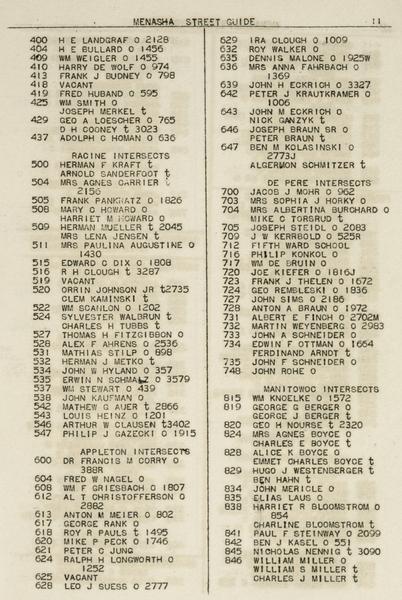 MENASHA STREET GUIDE 11
400 H E LANDGRAF O 2128
404 H E BULLARD O 1456
409 WM WEIGLER O 1455
410 HARRY DE WOLF O 974
413 FRANK J BUDNEY O 798
418 VACANT
419 FRED HUBAND O 595
425 WM SMITH O
JOSEPH MERKEL t
429 GEO A LOESCHER O 765
D H COONEY t 3023
437 ADOLPH C HOMAN O 636
RACINE INTERSECTS
500 HERMAN F KRAFT t
ARNOLD SANDERFOOT t
504 MRS AGNES CARRIER t
2156
505 FRANK PANKRATZ O 1826
508 MARY C HOWARD O
HARRIET M HOWARD O
509 HERMAN MUELLER t 2045
MRS LENA JENSEN t
511 MRS PAULINA AUGUSTINE O
1430
515 EDWARD C DIX O 1808
516 R H CLOUGH t 3287
519 VACANT
520 ORRIN JOHNSON JR t2735
CLEM KAMINSKI t
522 WM SCANLON O 1202
524 SYLVESTER WALBRUN t
CHARLES H TUBBS t
527 THOMAS H FITZGIBBON O
528 ALEX F AHRENS O 2536
531 MATHIAS STILP O 898
532 HERMAN J METKO t
534 JOHN W HYLAND O 357
535 ERWIN N SCHMALZ O 3579
537 WM STEWART O 439
538 JOHN KAUFMAN O
542 MATHEW G AUER t 2866
543 LOUIS HEINZ O 1201
546 ARTHUR W CLAUSEN t3402
547 PHILIP J GAZECKI O 1915
APPLETON INTERSECTS
600 DR FRANCIS M CORRY O
388R
604 FRED W NAGEL O
608 WM F GRIESBACH O 1807
612 AL T CHRISTOFFERSON O
2882
613 ANTON M MEIER O 802
617 GEORGE RANK O
618 ROY R PAULS t 1495
620 MIKE P BECK O 1746
621 PETER C JUNG
624 RALPH H LONGWORTH O
1252
625 VACANT
628 LEO J SUESS O 2777
629 IRA CLOUGH O 1009
632 ROY WALKER O
635 DENNIS MALONE O 1925W
636 MRS ANNA FAHRBACH O
1369
639 JOHN H ECKRICH O 3327
642 PETER J KRAUTKRAMER O
1006
643 JOHN M ECKRICH O
NICK GANZYK t
646 JOSEPH BRAUN SR O
PETER BRAUN t
647 BEN M KOLASINSKI O
2773J
ALGERMON SCHMITZER t
DE PERE INTERSECTS
700 JACOB J MOHR O 962
703 MRS SOPHIA J HORKY O
704 MRS ALBERTINA BURCHARD O
MIKE C TORSRUD t
705 JOSEPH STEIDL O 2083
709 J W KERRBOLD O 525R
712 FIFTH WARD SCHOOL
716 PHILIP KONKOL O
717 WM DE BRUIN O
720 JOE KIEFER O 1816J
723 FRANK J THELEN O 1672
724 GEO REMBLESKI O 1836
727 JOHN SIMS O 2186
728 ANTON A BRAUN O 1972
731 ALBERT E FINCH O 2702M
732 MARTIN WEYENBERG O 2983
733 JOHN A SCHNEIDER O
734 EDWIN F OTTMAN O 1654
FERDINAND ARNDT t
735 JOHN F SCHNEIDER O
748 JOHN ROHE O
MANITOWOC INTERSECTS
815 WM KNOELKE O 1572
819 GEORGE G BERGER O
GEORGE J BERGER t
820 GEO H NOURSE t 2320
824 MRS AGNES BOYCE O
CHARLES E BOYCE t
828 ALICE K BOYCE O
EMMET CHARLES BOYCE t
829 HUGO J WESTENBERGER t
BEN HAHN t
834 JOHN MERICLE O
835 ELIAS LAUS O
838 HARRIET R BLOOMSTROM O
854
CHARLINE BLOOMSTROM t
841 PAUL F STEINWAY O 2099
842 BEN J KASEL O 551
845 NICHOLAS NENNIG t 3090
846 WILLIAM MILLER O
WILLIAM S MILLER t
CHARLES J MILLER t